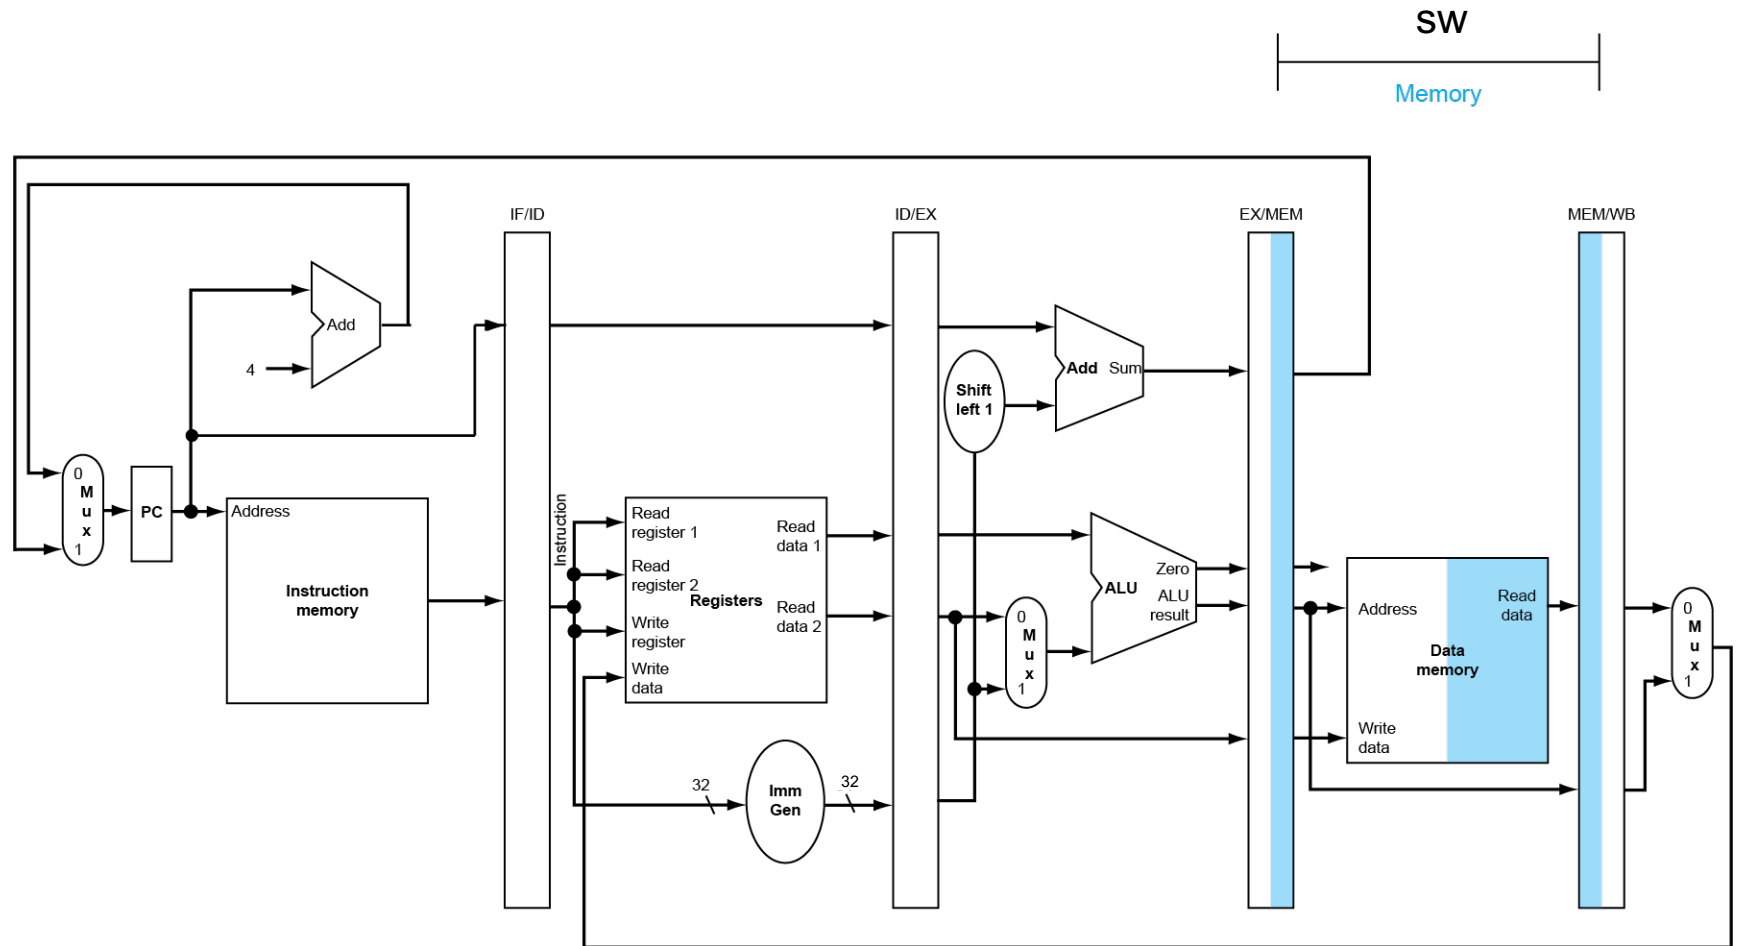 SW
Memory
IF/ID
ID/EX
EX/MEM
MEM/WB
Add
4
Add Sum
Shift
left 1
0
M
u
x
1
PC
Address
Instruction
memory
Instruction
Read
register 1
Read
register 2
Write
register
Write
data
Registers
Read
data 1
Read
data 2
32
Imm
Gen
32
0
M
u
x
1
Zero
ALU
ALU
result
Address
Read
data
Data
memory
Write
data
0
M
u
x
1